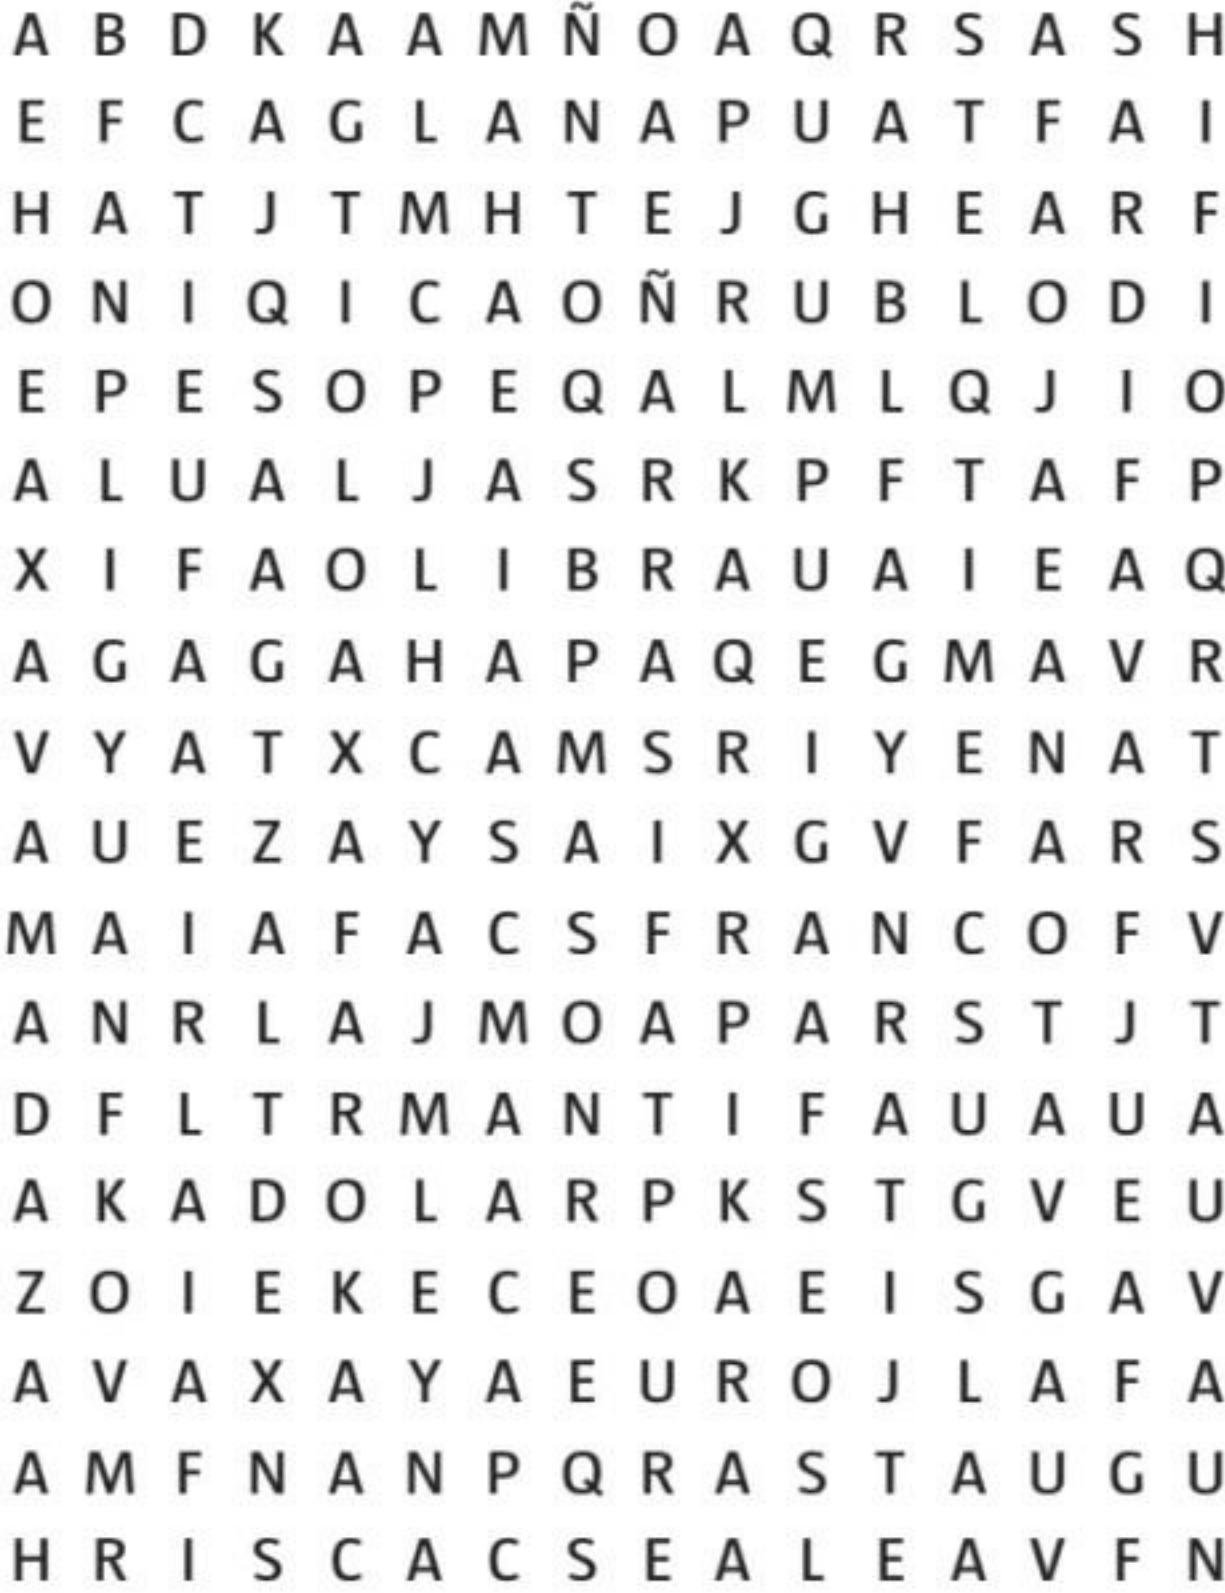 A B D K A A M Ñ O A Q R S A S H
E F C A G L A N A P U A T F A I
H A T J T M H T E J G H E A R F
O N I Q I C A O Ñ R U B L O D I
E P E S O P E Q A L M L Q J I O
A L U A L J A S R K P F T A F P
X I F A O L I B R A U A I E A Q
A G A G A H A P A Q E G M A V R
V Y A T X C A M S R I Y E N A T
A U E Z A Y S A I X G V F A R S
M A I A F A C S F R A N C O F V
A N R L A J M O A P A R S T J T
D F L T R M A N T I F A U A U A
A K A D O L A R P K S T G V E U
Z O I E K E C E O A E I S G A V
A V A X A Y A E U R O J L A F A
A M F N A N P Q R A S T A U G U
H R I S C A C S E A L E A V F N